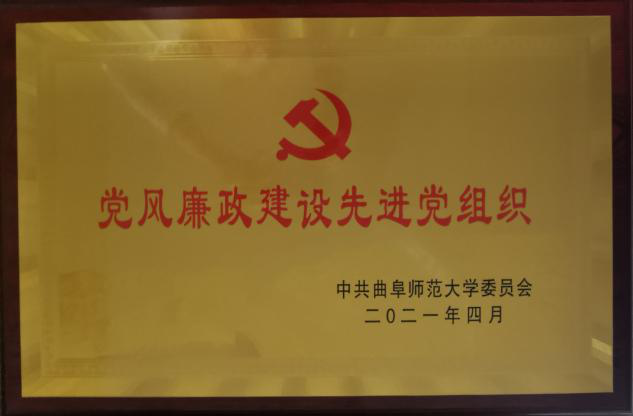 党风廉政建设先进党组织
中共曲阜师范大学委员会
二〇二一年四月